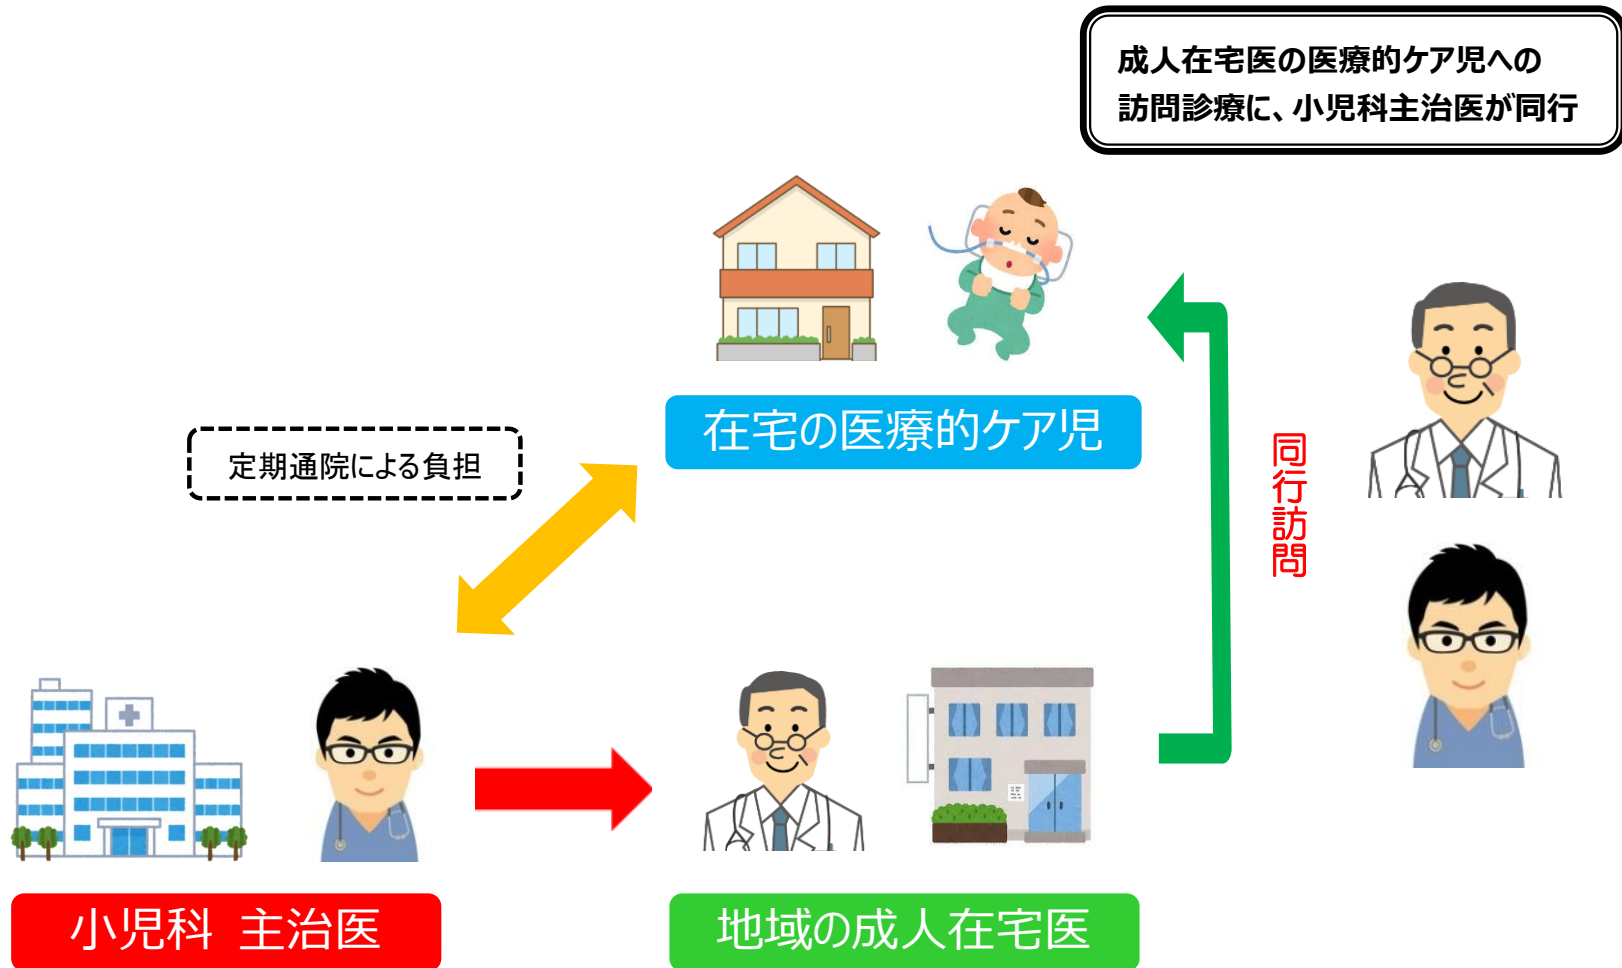 成人在宅医の医療的ケア児への
訪問診療に、小児科主治医が同行
在宅の医療的ケア児
定期通院による負担
同行訪問
小児科 主治医
地域の成人在宅医